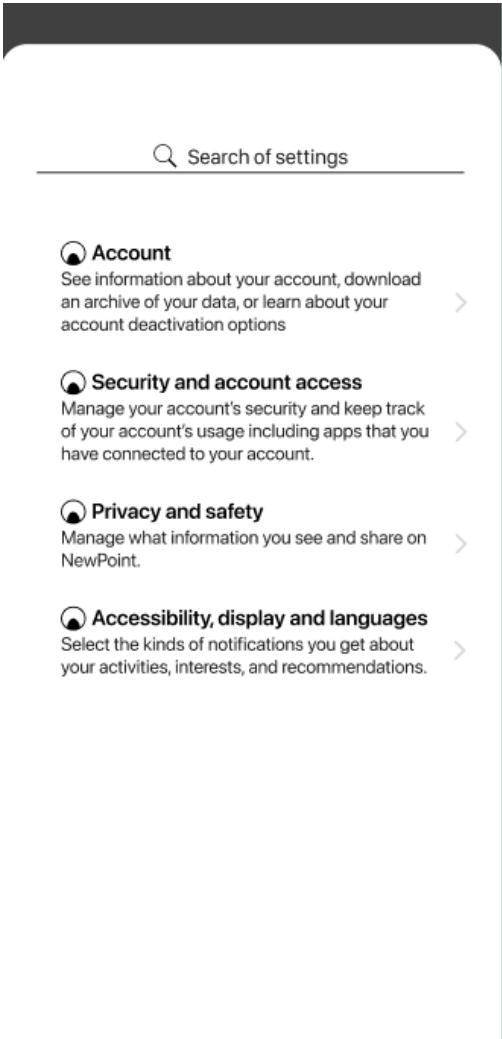 Search of settings
Account
See information about your account, download
an archive of your data, or learn about your
account deactivation options
Security and account access
Manage your account's security and keep track
of your account's usage including apps that you
have connected to your account.
Privacy and safety
Manage what information you see and share on
NewPoint.
Accessibility, display and languages
Select the kinds of notifications you get about
your activities, interests, and recommendations.